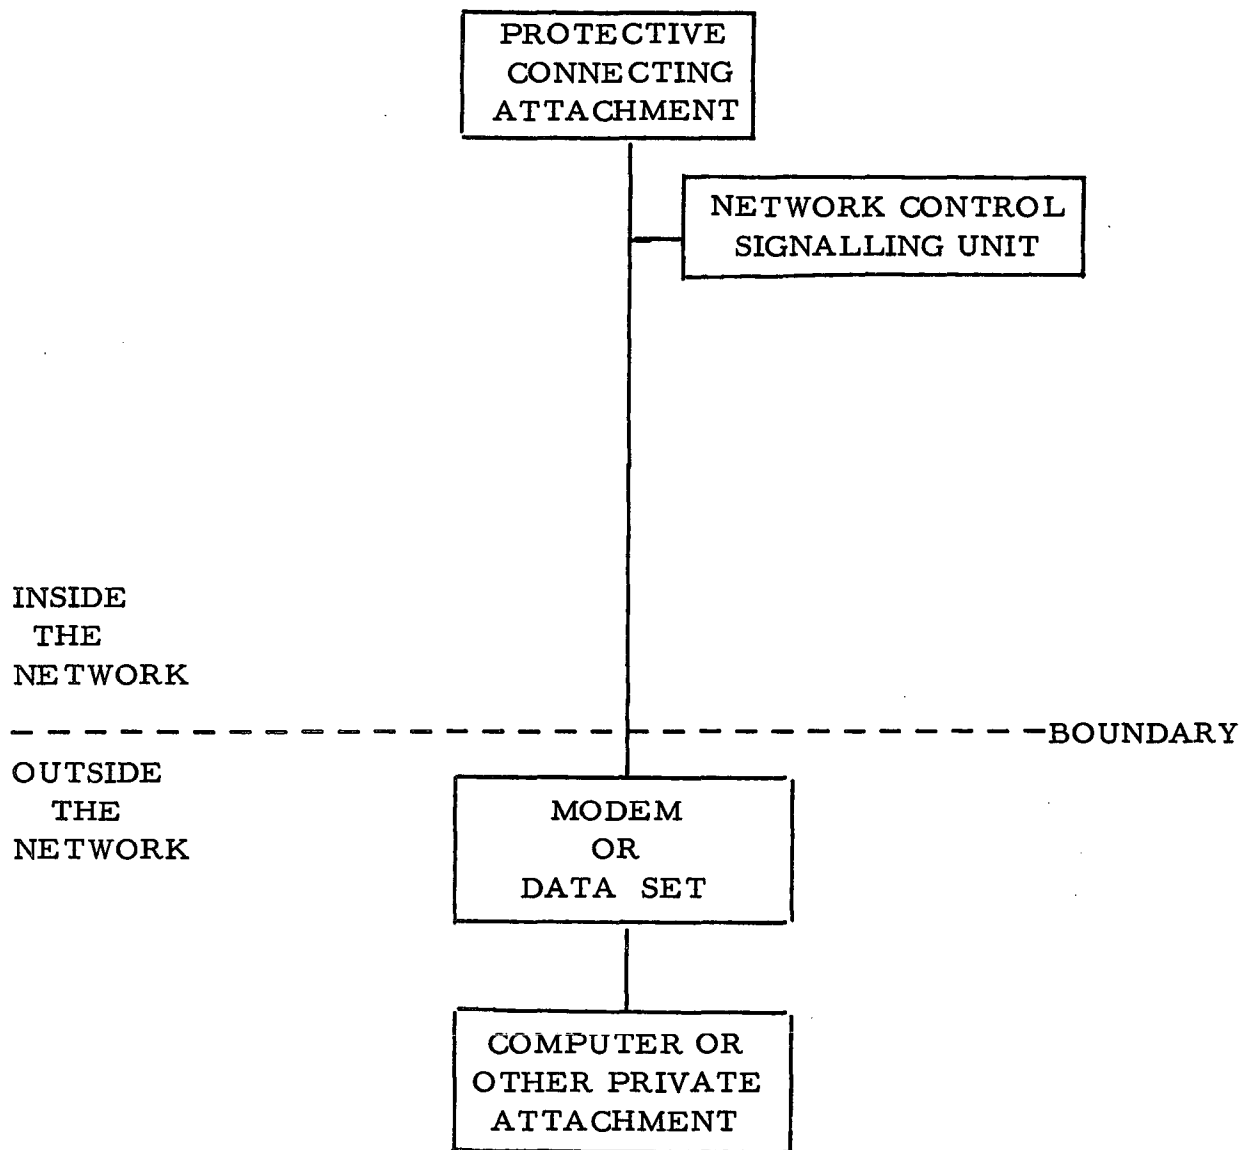 PROTECTIVE
CONNECTING
ATTACHMENT
NETWORK CONTROL
SIGNALLING UNIT
INSIDE
THE
NETWORK
BOUNDARY
OUTSIDE
THE
NETWORK
MODEM
OR
DATA SET
COMPUTER OR
OTHER PRIVATE
ATTACHMENT